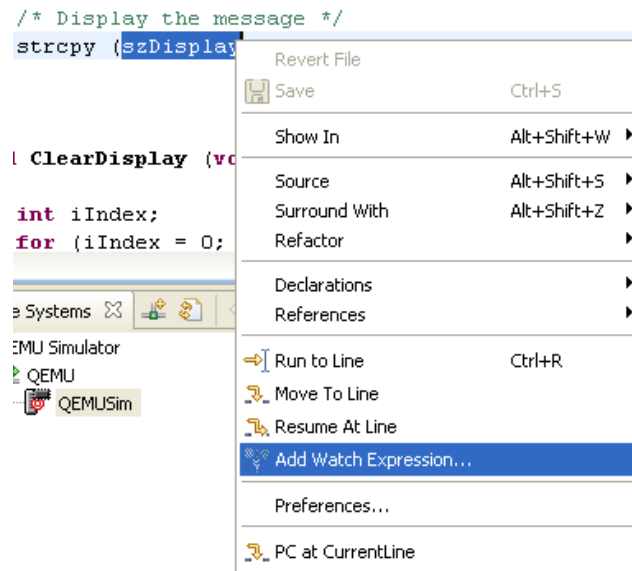 /* Display the message */
strcpy (szDisplay
Revert File
Save Ctrl+S
Show In Alt+Shift+W
l ClearDisplay (vo
Source Alt+Shift+S
int iIndex;
Surround With Alt+Shift+Z
for (iIndex = 0;
Refactor
Declarations
e Systems
References
EMU Simulator
Run to Line Ctrl+R
QEMU
Move To Line
QEMUSim
Resume At Line
Add Watch Expression...
Preferences...
PC at CurrentLine